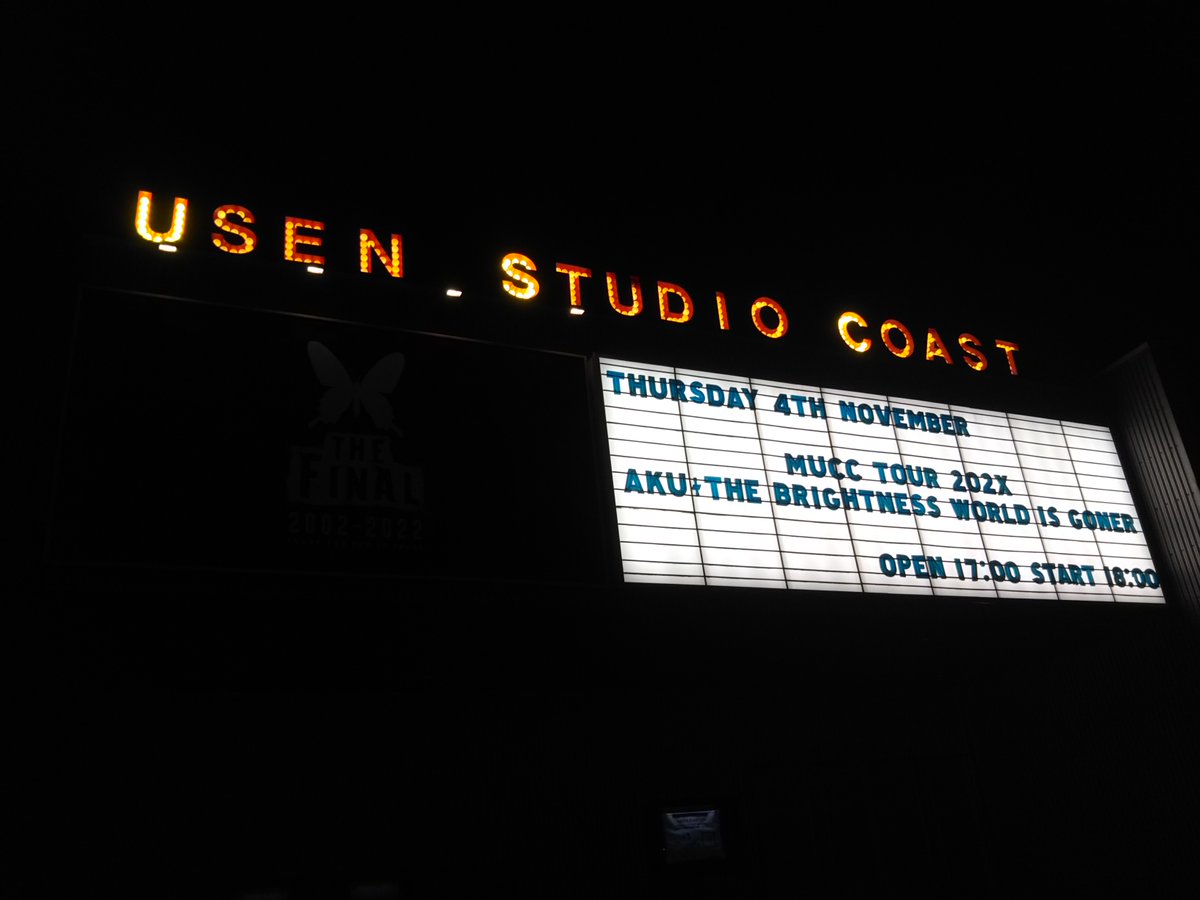 USEN STUDIO COAST
THE
FINAL
2002-2022
THURSDAY 4TH NOVEMBER
MUCC TOUR 202X
AKU+THE BRIGHTNESS WORLD IS GONER
OPEN 17:00 START 18:00